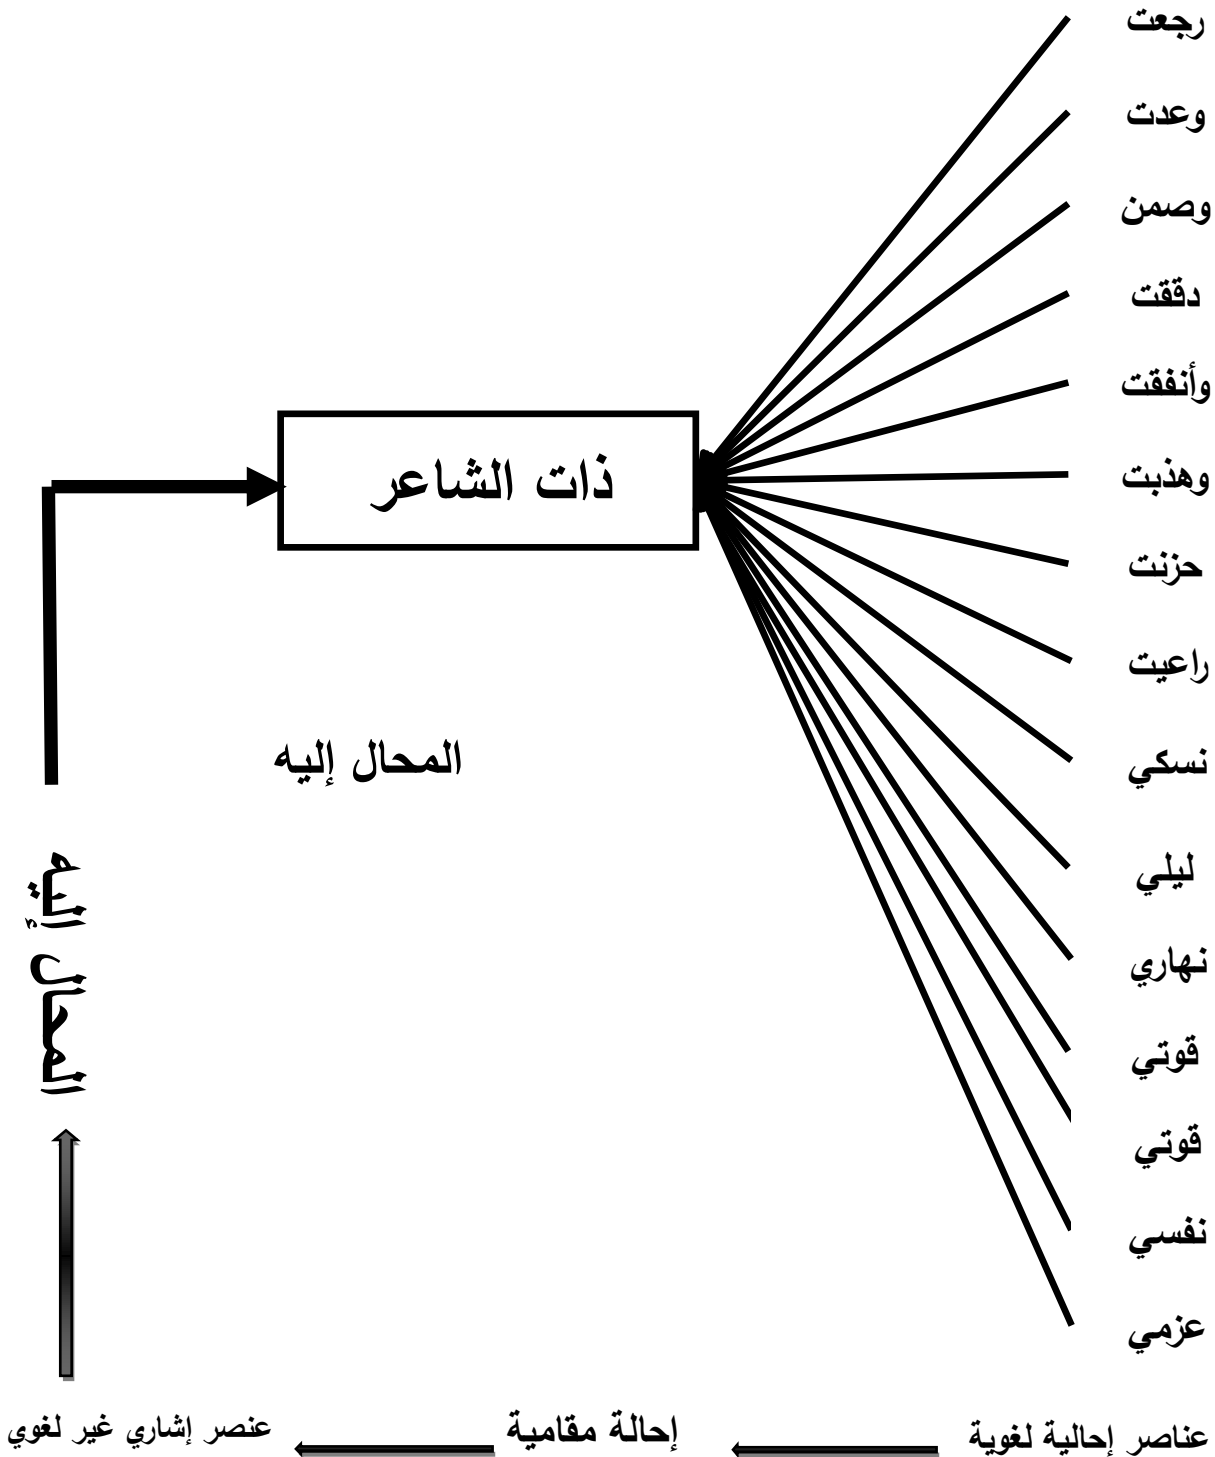 رجعت
وعدت
وصمن
دققت
وأنفقت
وهذبت
حزنت
راعيت
نسكي
ليلي
نهاري
قوتي
قوتي
نفسي
عزمي
ذات الشاعر
المحال إليه
المحال إليه
عناصر إحالية لغوية
إحالة مقامية
عنصر إشاري غير لغوي